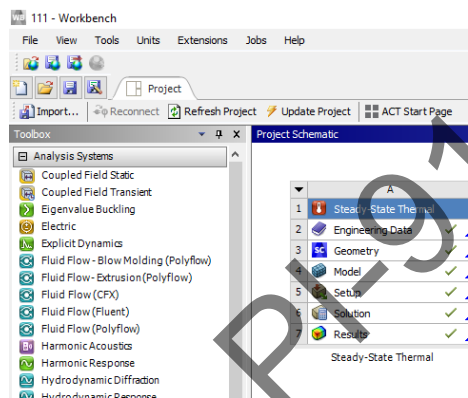 111 - Workbench
File View Tools Units Extensions Jobs Help
Project
Import... Reconnect Refresh Project Update Project ACT Start Page
Toolbox
Project Schematic
Analysis Systems
Coupled Field Static
Coupled Field Transient
Eigenvalue Buckling
Electric
Explicit Dynamics
Fluid Flow - Blow Molding (Polyflow)
Fluid Flow - Extrusion (Polyflow)
Fluid Flow (CFX)
Fluid Flow (Fluent)
Fluid Flow (Polyflow)
Harmonic Acoustics
Harmonic Response
Hydrodynamic Diffraction
Hydrodynamic Response
A
1 Steady-State Thermal
2 Engineering Data
3 SC Geometry
4 Model
5 Setup
6 Solution
7 Results
Steady-State Thermal